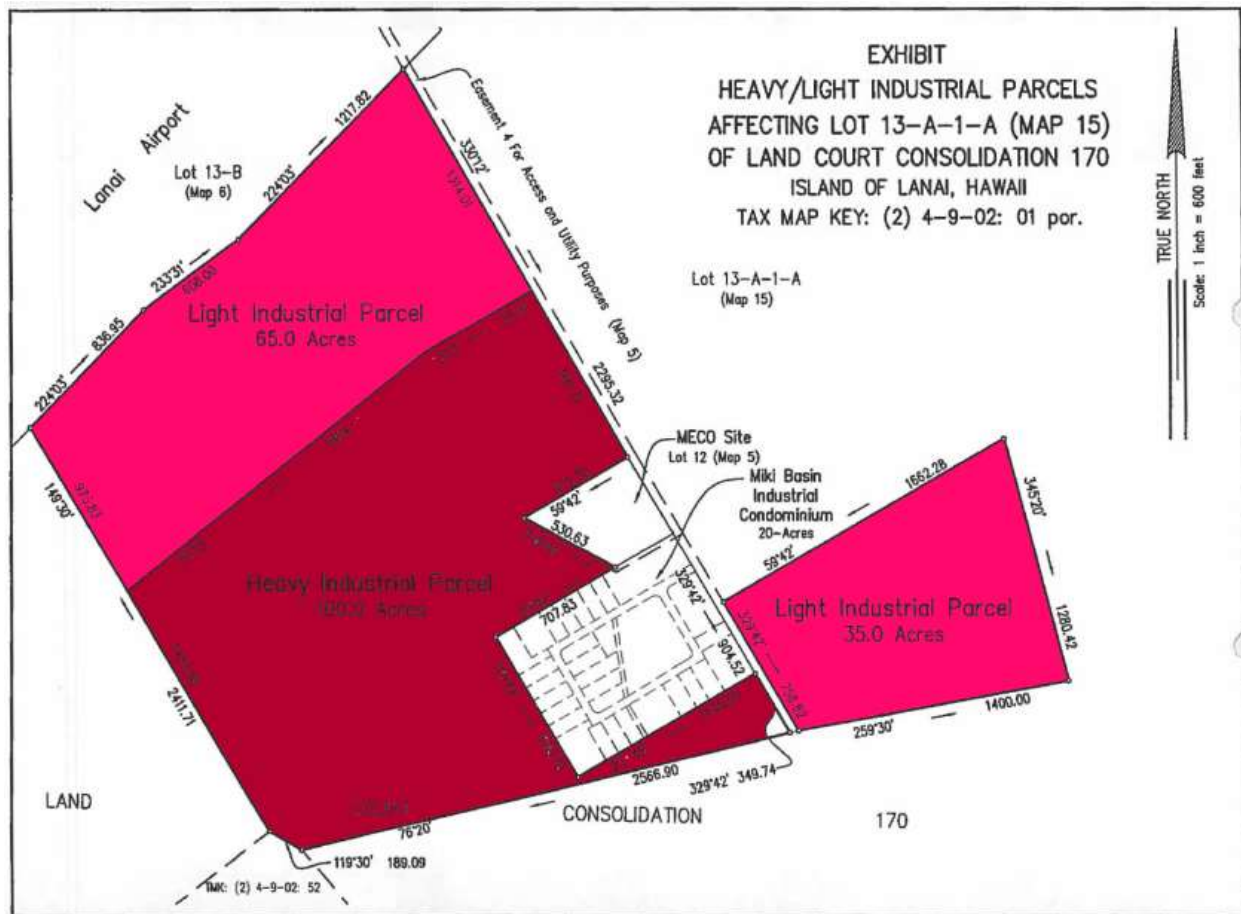 EXHIBIT
HEAVY/LIGHT INDUSTRIAL PARCELS
AFFECTING LOT 13-A-1-A (MAP 15)
OF LAND COURT CONSOLIDATION 170
ISLAND OF LANAI, HAWAII
TAX MAP KEY: (2) 4-9-02: 01 por.
TRUE NORTH
Scale: 1 inch = 600 feet
Lanai Airport
Lot 13-B
(Map 6)
1217.82
224°03'
233°31'
836.95
224°03'
Easement 4 For Access and Utility Purposes (Map 5)
330°12'
Light Industrial Parcel
65.0 Acres
Lot 13-A-1-A
(Map 15)
2295.32
149°30'
2411.71
MECO Site
Lot 12 (Map 5)
Miki Basin
Industrial
Condominium
20-Acres
59°42'
530.63
707.83
329°42'
904.52
Heavy Industrial Parcel
Acres
1662.28
59°42'
345°20'
1280.42
Light Industrial Parcel
35.0 Acres
329°42'
259°30'
1400.00
2566.90
76°20'
329°42' 349.74
119°30' 189.09
LAND
CONSOLIDATION
170
TMK: (2) 4-9-02: 52